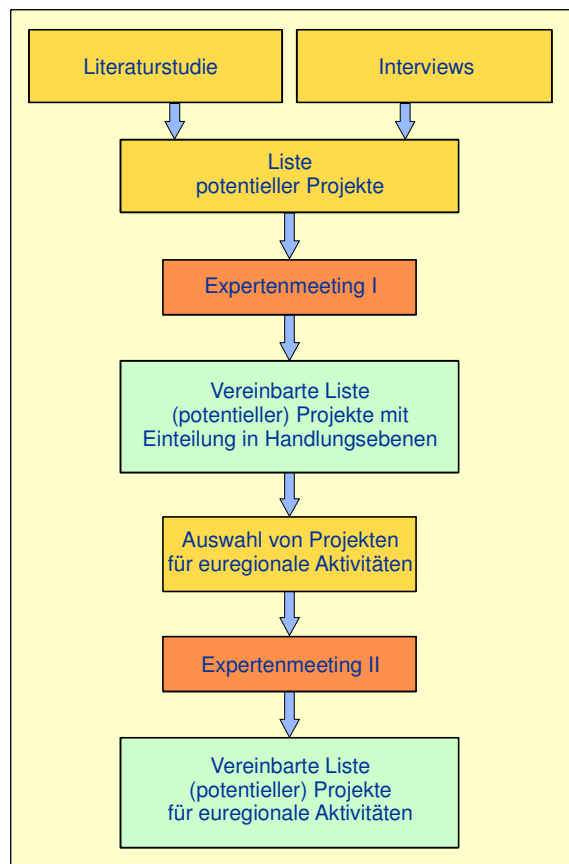 Literaturstudie
Interviews
Liste
potentieller Projekte
Expertenmeeting I
Vereinbarte Liste
(potentieller) Projekte mit
Einteilung in Handlungsebenen
Auswahl von Projekten
für euregionale Aktivitäten
Expertenmeeting II
Vereinbarte Liste
(potentieller) Projekte
für euregionale Aktivitäten